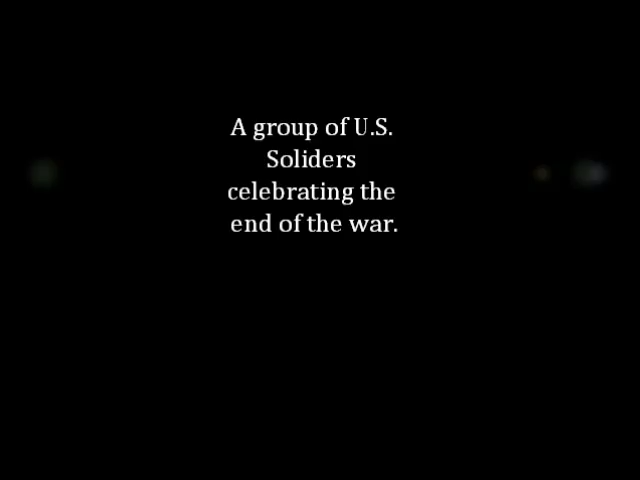 A group of U.S.
Soliders
celebrating the
end of the war.